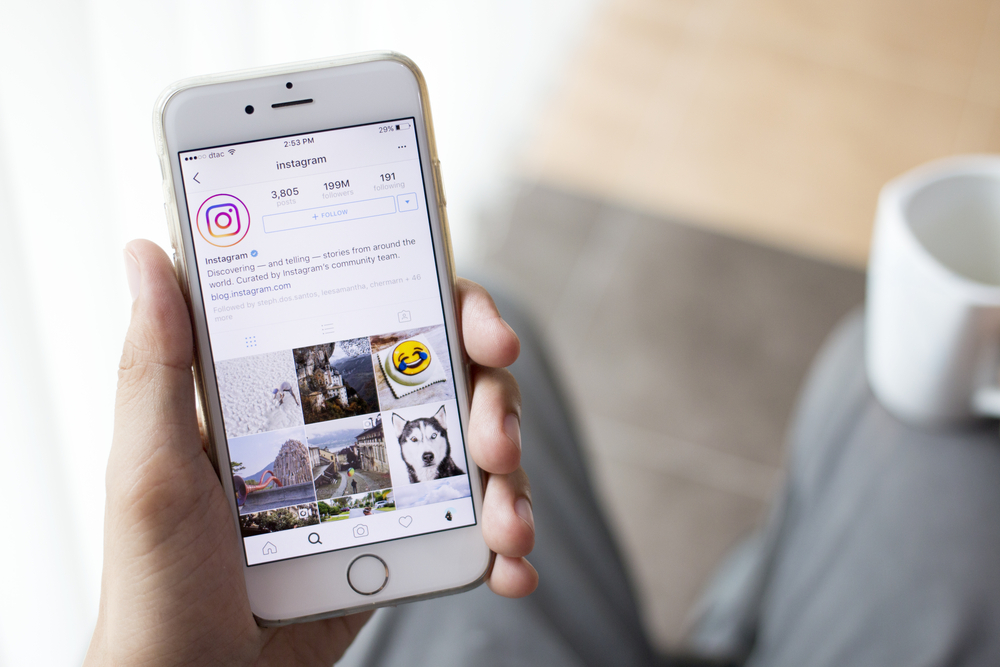 dtac 2:53 PM 29%
instagram
3,805 199M 191
posts followers following
+ FOLLOW
Instagram
Discovering — and telling — stories from around the
world. Curated by Instagram's community team.
blog.instagram.com
Followed by steph.dos.santos, leesamantha, chernarn + 46
more